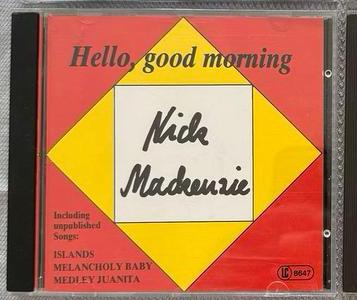 Hello, good morning
Nick
Mackenzie
Including
unpublished
Songs:
ISLANDS
MELANCHOLY BABY
MEDLEY JUANITA
LC 8647